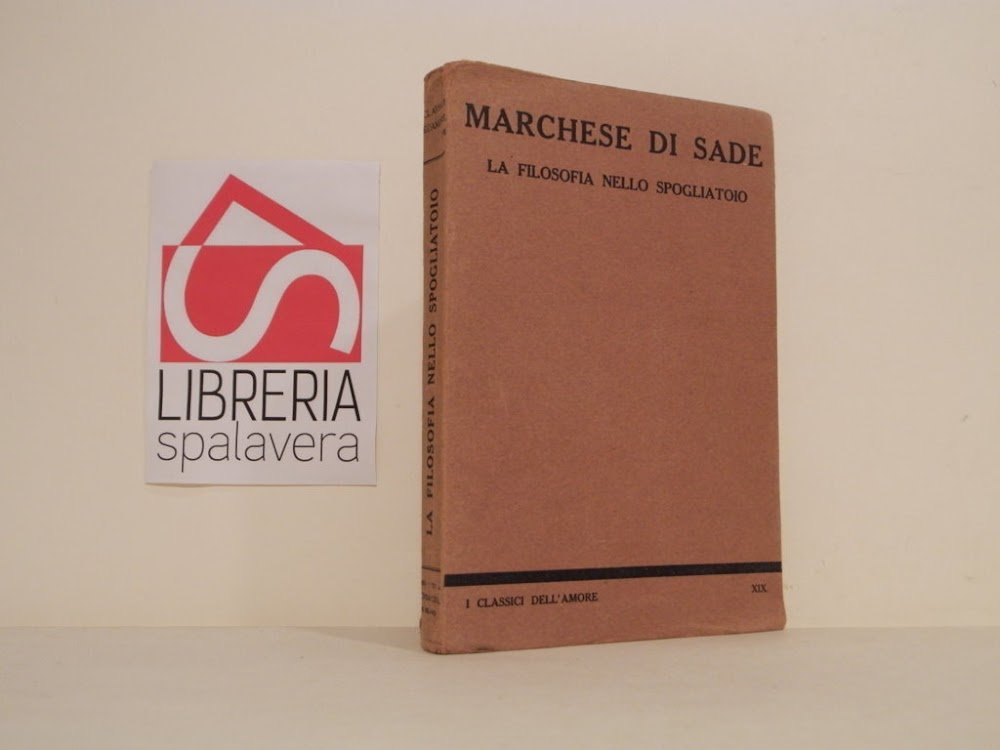 LIBRERIA
spalavera
MARCHESE DI SADE
LA FILOSOFIA NELLO SPOGLIATOIO
I CLASSICI DELL'AMORE
XIX.
LA FILOSOFIA NELLO SPOGLIATOIO